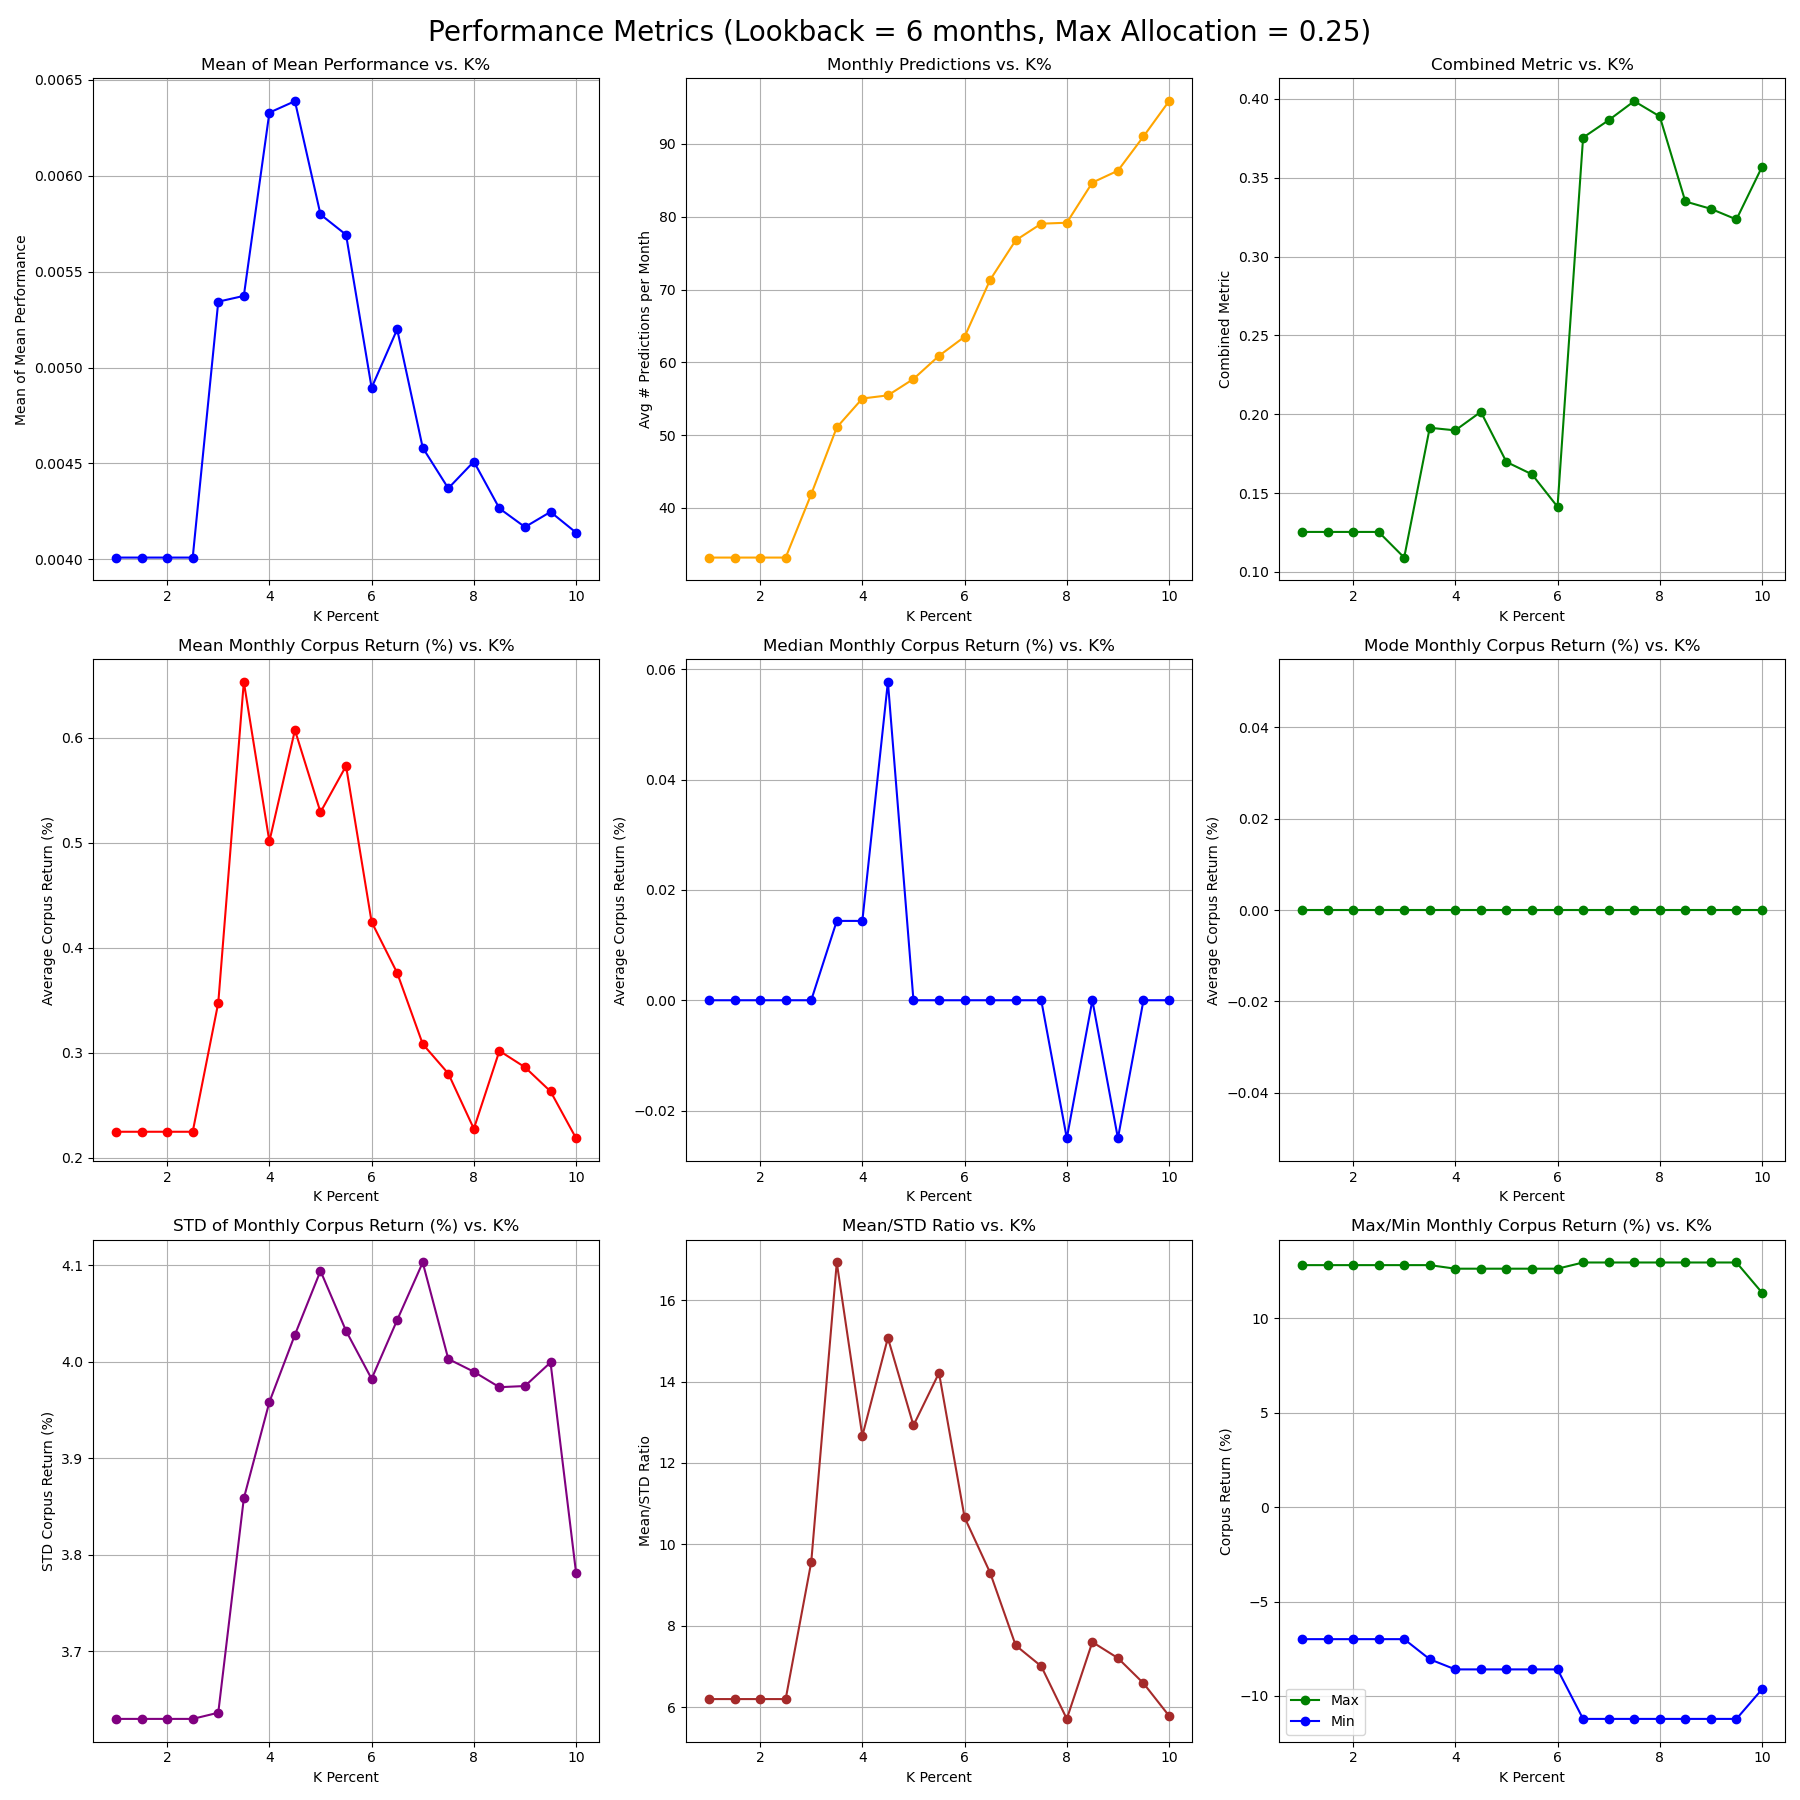 Performance Metrics (Lookback = 6 months, Max Allocation = 0.25)
Mean of Mean Performance vs. K%
Mean of Mean Performance
0.0065
0.0060
0.0055
0.0050
0.0045
0.0040
2 4 6 8 10
K Percent
Monthly Predictions vs. K%
Avg # Predictions per Month
90
80
70
60
50
40
2 4 6 8 10
K Percent
Combined Metric vs. K%
Combined Metric
0.40
0.35
0.30
0.25
0.20
0.15
0.10
2 4 6 8 10
K Percent
Mean Monthly Corpus Return (%) vs. K%
Average Corpus Return (%)
0.6
0.5
0.4
0.3
0.2
2 4 6 8 10
K Percent
Median Monthly Corpus Return (%) vs. K%
Average Corpus Return (%)
0.06
0.04
0.02
0.00
−0.02
2 4 6 8 10
K Percent
Mode Monthly Corpus Return (%) vs. K%
Average Corpus Return (%)
0.04
0.02
0.00
−0.02
−0.04
2 4 6 8 10
K Percent
STD of Monthly Corpus Return (%) vs. K%
STD Corpus Return (%)
4.1
4.0
3.9
3.8
3.7
2 4 6 8 10
K Percent
Mean/STD Ratio vs. K%
Mean/STD Ratio
16
14
12
10
8
6
2 4 6 8 10
K Percent
Max/Min Monthly Corpus Return (%) vs. K%
Corpus Return (%)
10
5
0
−5
−10
Max
Min
2 4 6 8 10
K Percent